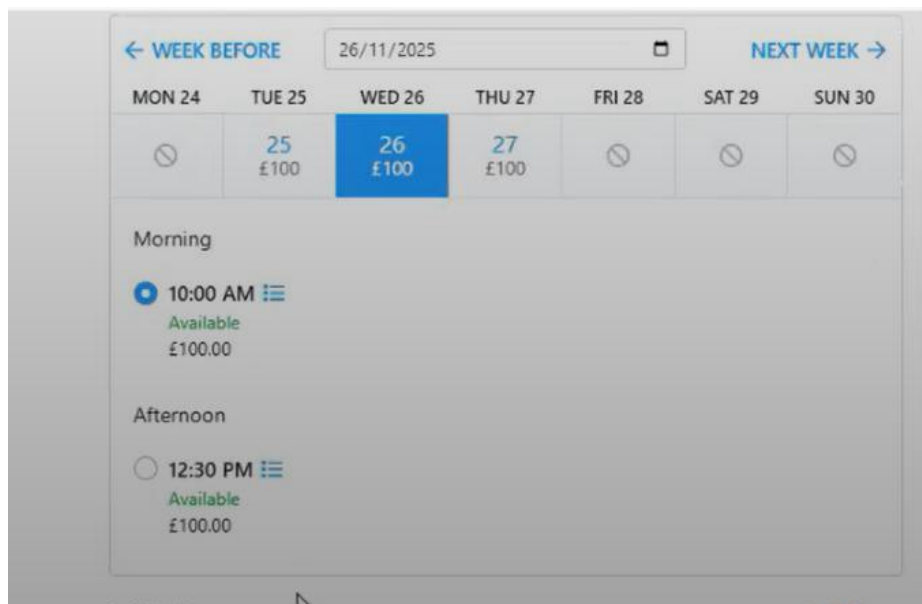 ← WEEK BEFORE 26/11/2025 NEXT WEEK →
MON 24 TUE 25 WED 26 THU 27 FRI 28 SAT 29 SUN 30
25 26 27
£100 £100 £100
Morning
10:00 AM
Available
£100.00
Afternoon
12:30 PM
Available
£100.00